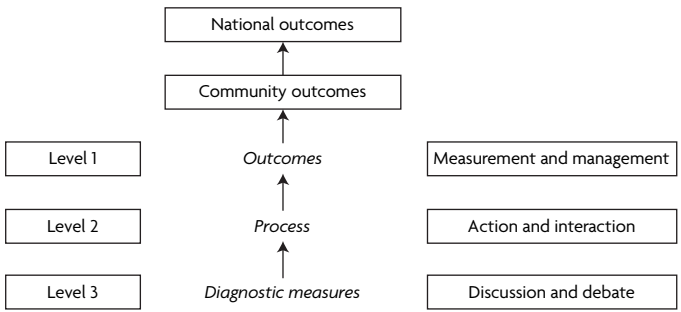 National outcomes
Community outcomes
Level 1 Outcomes Measurement and management
Level 2 Process Action and interaction
Level 3 Diagnostic measures Discussion and debate